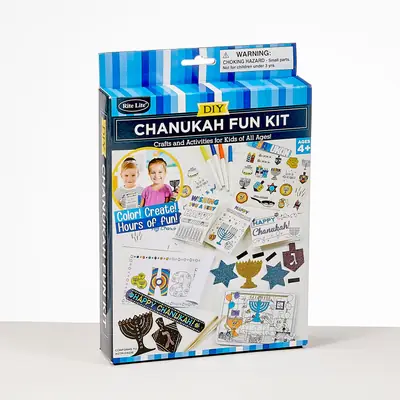 WARNING:
CHOKING HAZARD - Small parts.
Not for children under 3 yrs.
Rite Lite
DIY
CHANUKAH FUN KIT
Crafts and Activities for Kids of All Ages!
AGES
4+
Color! Create!
Hours of fun!
HAPPY
Chanukah!
HAPPY CHANUKAH!
DIY
CHANUKAH FUN KIT